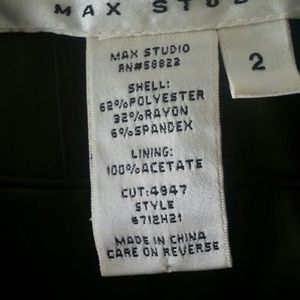 MAX STUD
2
MAX STUDIO
RN#58822
SHELL:
62%POLYESTER
32%RAYON
6%SPANDEX
LINING:
100%ACETATE
CUT:4847
STYLE
6712H21
MADE IN CHINA
CARE ON REVERSE